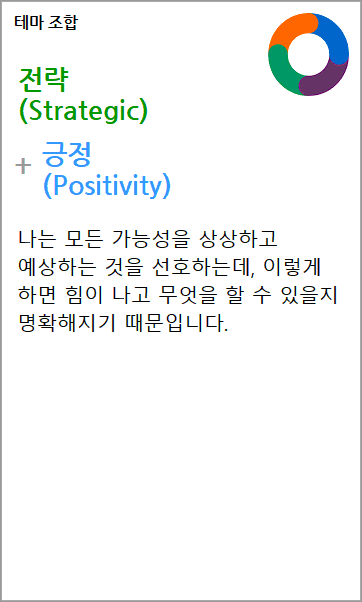 테마 조합
전략
(Strategic)
+ 긍정
(Positivity)
나는 모든 가능성을 상상하고
예상하는 것을 선호하는데, 이렇게
하면 힘이 나고 무엇을 할 수 있을지
명확해지기 때문입니다.